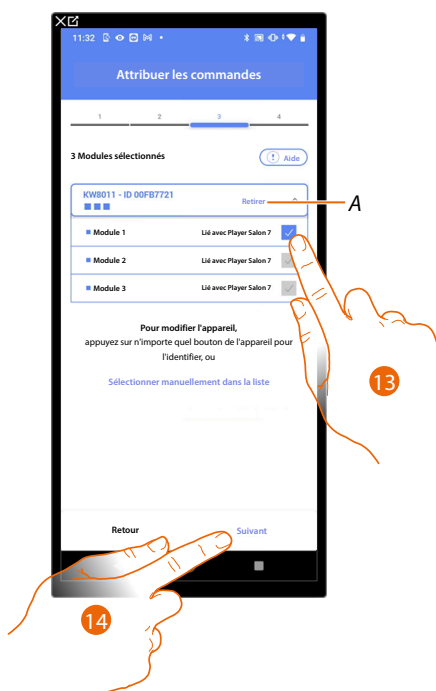 11:32
Attribuer les commandes
1 2 3 4
3 Modules sélectionnés
Aide
KW8011 - ID 00FB7721
Retirer
A
Module 1 Lié avec Player Salon 7
Module 2 Lié avec Player Salon 7
Module 3 Lié avec Player Salon 7
Pour modifier l'appareil,
appuyez sur n'importe quel bouton de l'appareil pour
l'identifier, ou
Sélectionner manuellement dans la liste
13
Retour Suivant
14